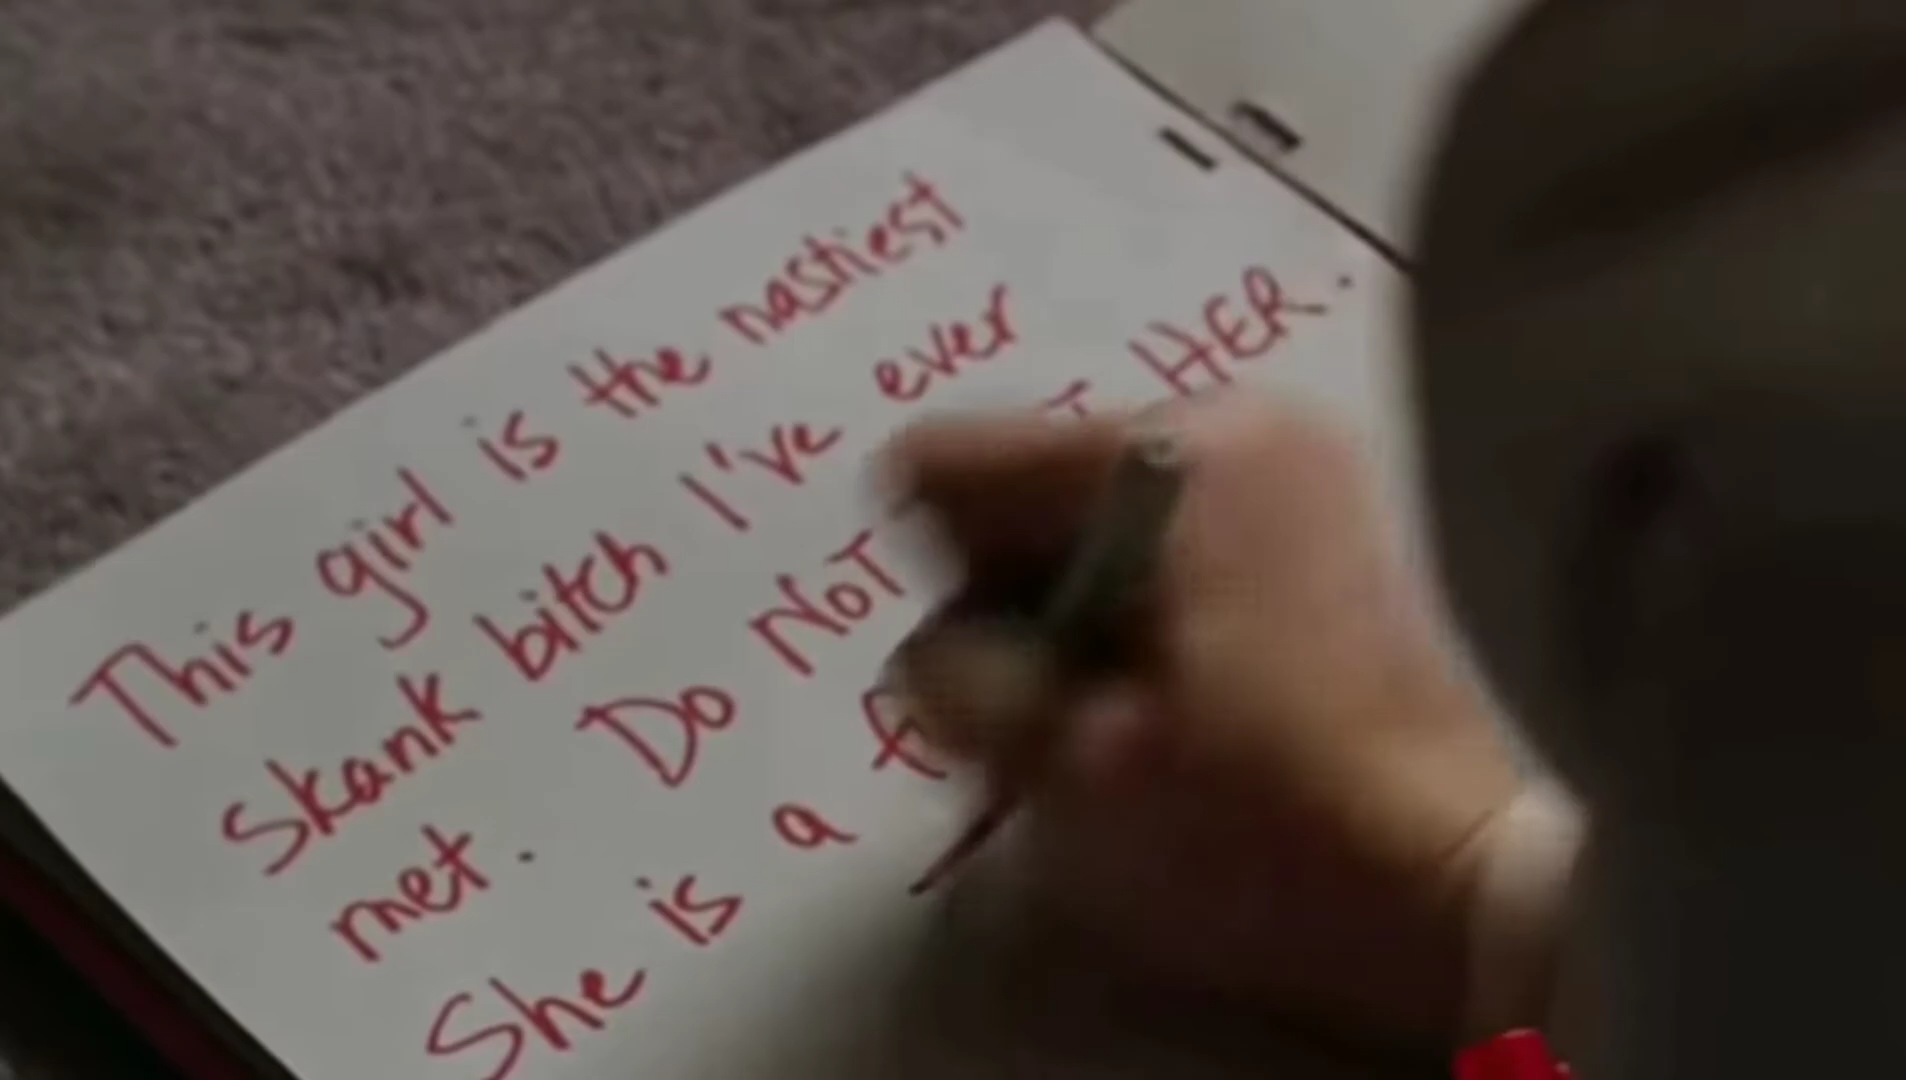 This girl is the nastiest
skank bitch I've ever
met. Do NOT HER.
She is a